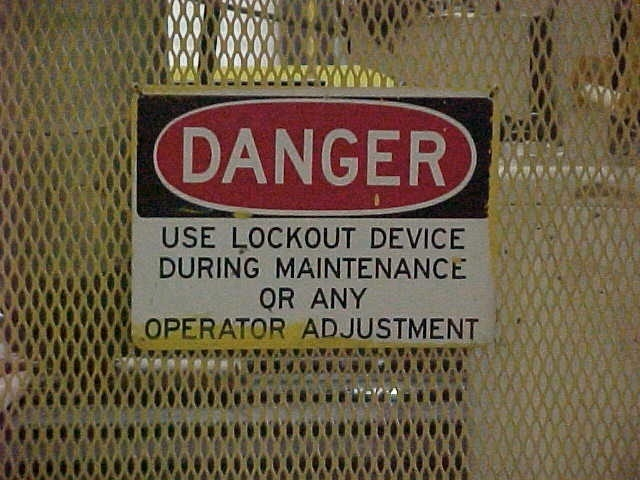 DANGER
USE LOCKOUT DEVICE
DURING MAINTENANCE
OR ANY
OPERATOR ADJUSTMENT